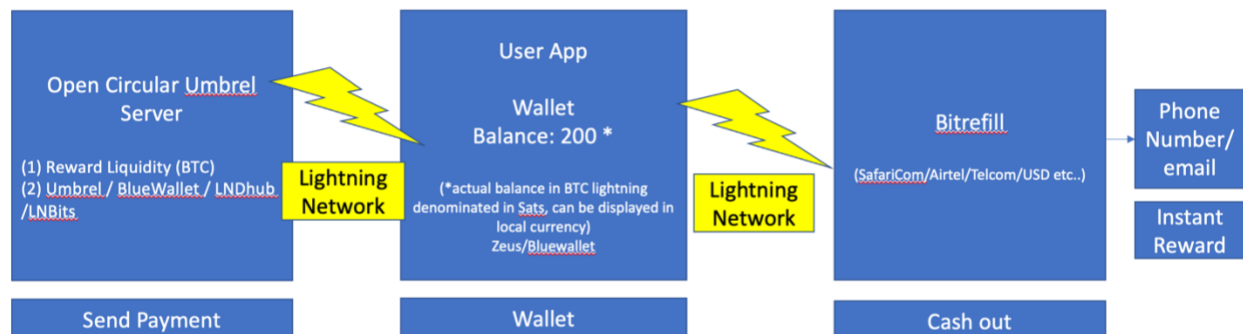 Open Circular Umbrel
Server
(1) Reward Liquidity (BTC)
(2) Umbrel / BlueWallet / LNDhub
/LNBits
Lightning
Network
User App
Wallet
Balance: 200 *
(*actual balance in BTC lightning
denominated in Sats, can be displayed in
local currency)
Zeus/Bluewallet
Lightning
Network
Bitrefill
(SafariCom/Airtel/Telcom/USD etc..)
Phone
Number/
email
Instant
Reward
Send Payment
Wallet
Cash out